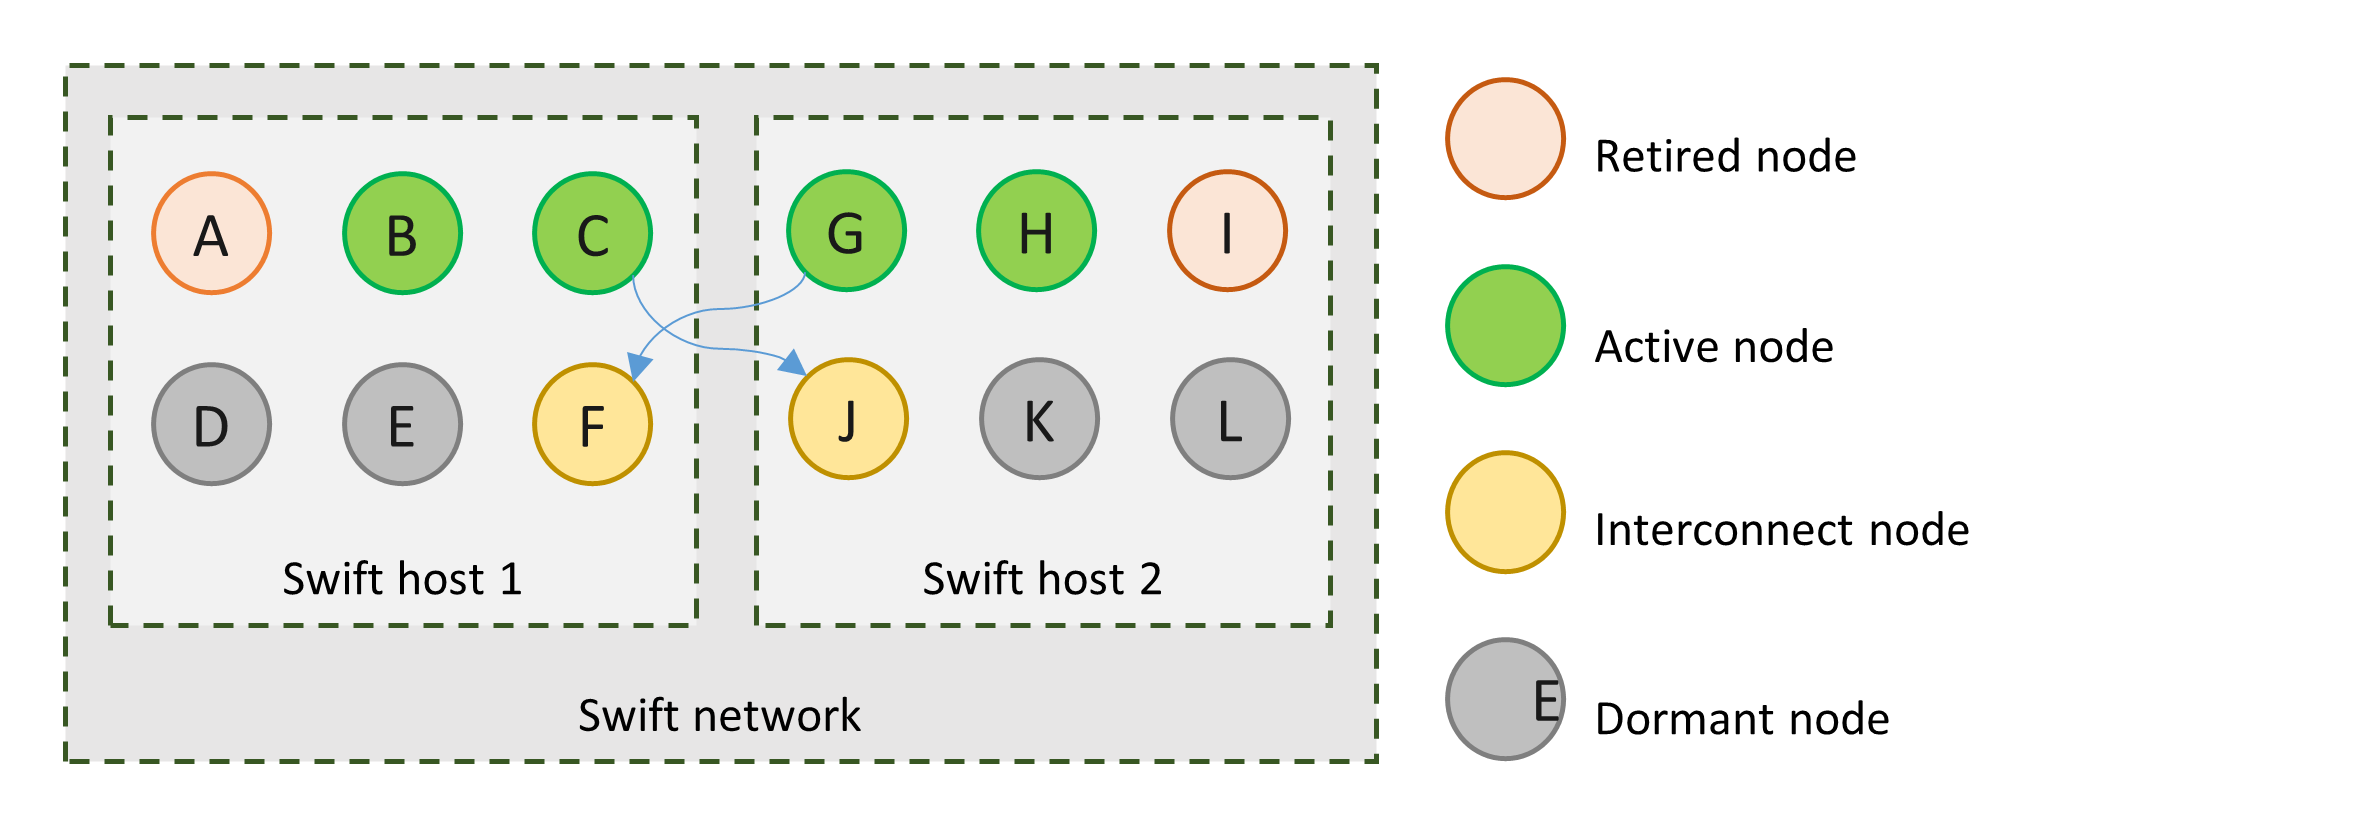 A B C G H I
D E F J K L
Swift host 1
Swift host 2
Swift network
Retired node
Active node
Interconnect node
E
Dormant node